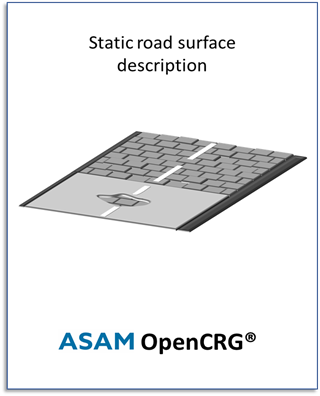 Static road surface
description
ASAM OpenCRG®